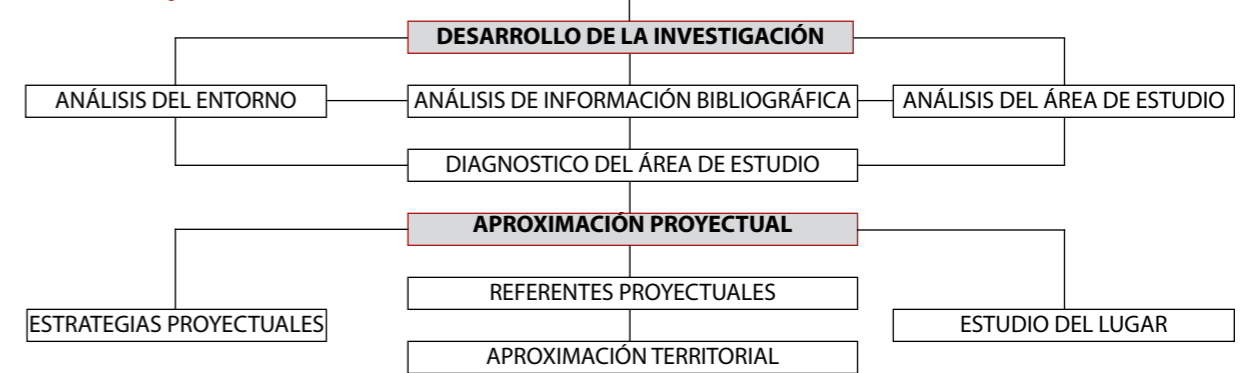 DESARROLLO DE LA INVESTIGACIÓN
ANÁLISIS DEL ENTORNO
ANÁLISIS DE INFORMACIÓN BIBLIOGRÁFICA
ANÁLISIS DEL ÁREA DE ESTUDIO
DIAGNOSTICO DEL ÁREA DE ESTUDIO
APROXIMACIÓN PROYECTUAL
REFERENTES PROYECTUALES
ESTRATEGIAS PROYECTUALES
ESTUDIO DEL LUGAR
APROXIMACIÓN TERRITORIAL